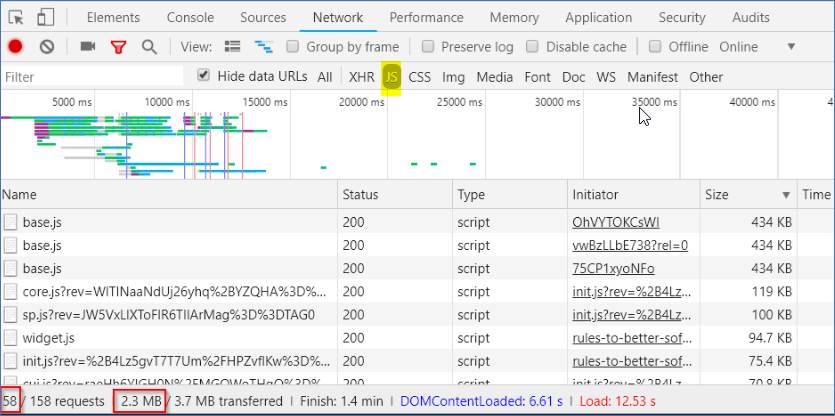 Elements Console Sources Network Performance Memory Application Security Audits
View: Group by frame Preserve log Disable cache Offline Online
Filter Hide data URLs All XHR JS CSS Img Media Font Doc WS Manifest Other
5000 ms 10000 ms 15000 ms 20000 ms 25000 ms 30000 ms 35000 ms 40000 ms
Name Status Type Initiator Size Time
base.js 200 script OhVYTOKCsWI 434 KB
base.js 200 script vwBzLLbE738?rel=0 434 KB
base.js 200 script 75CP1xyoNFo 434 KB
core.js?rev=WITINaaNdUj26yhq%2BYZQHA%3D%... 200 script init.js?rev=%2B4Lz... 119 KB
sp.js?rev=JW5VxLIXToFIR6TIlArMag%3D%3DTAG0 200 script init.js?rev=%2B4Lz... 100 KB
widget.js 200 script rules-to-better-sof... 94.7 KB
init.js?rev=%2B4Lz5gvT7T7Um%2FHPZvflKw%3D%... 200 script rules-to-better-sof... 75.4 KB
200 script init.js?rev=%2B4Lz... 70.8 KB
58 / 158 requests 2.3 MB / 3.7 MB transferred Finish: 1.4 min DOMContentLoaded: 6.61 s Load: 12.53 s